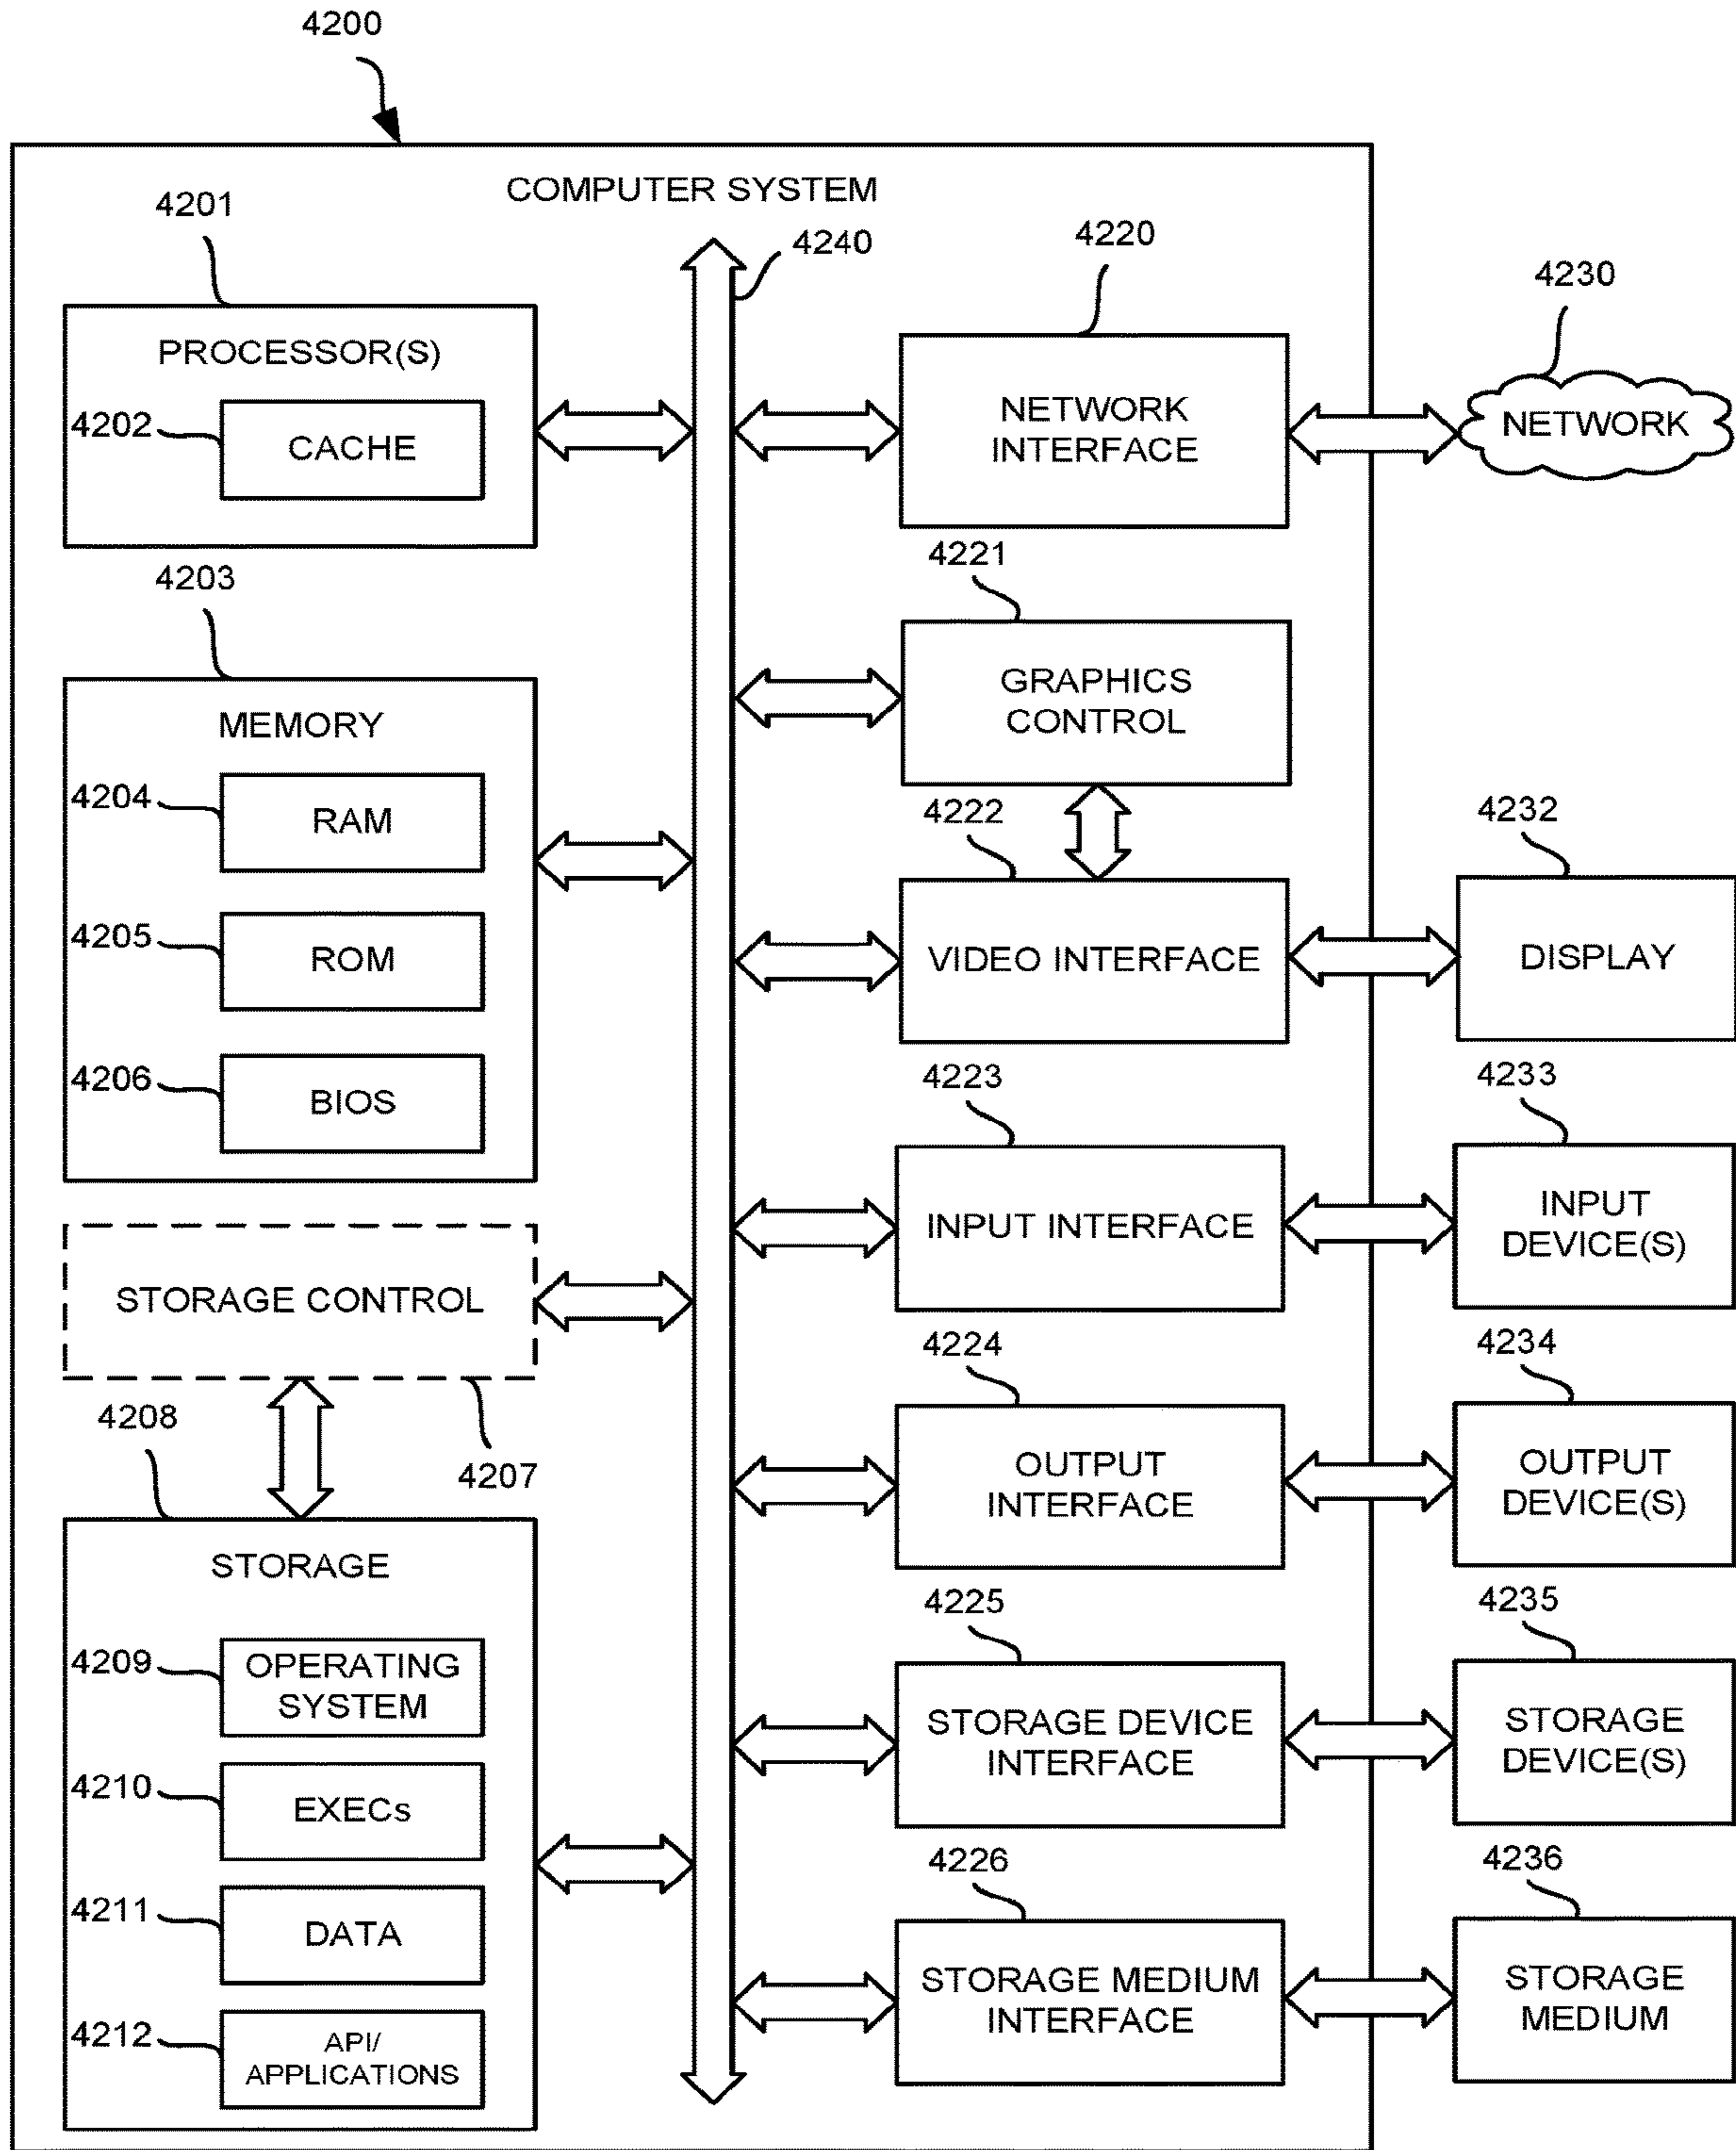 4200
COMPUTER SYSTEM
4201
4240
4220
4230
PROCESSOR(S)
4202
CACHE
NETWORK
INTERFACE
NETWORK
4203
4221
MEMORY
GRAPHICS
CONTROL
4204
RAM
4222
4232
4205
ROM
VIDEO INTERFACE
DISPLAY
4206
BIOS
4223
4233
INPUT INTERFACE
INPUT
DEVICE(S)
STORAGE CONTROL
4207
4224
4234
4208
OUTPUT
INTERFACE
OUTPUT
DEVICE(S)
STORAGE
4225
4235
4209
OPERATING
SYSTEM
STORAGE DEVICE
INTERFACE
STORAGE
DEVICE(S)
4210
EXECs
4226
4236
4211
DATA
STORAGE MEDIUM
INTERFACE
STORAGE
MEDIUM
4212
API/
APPLICATIONS